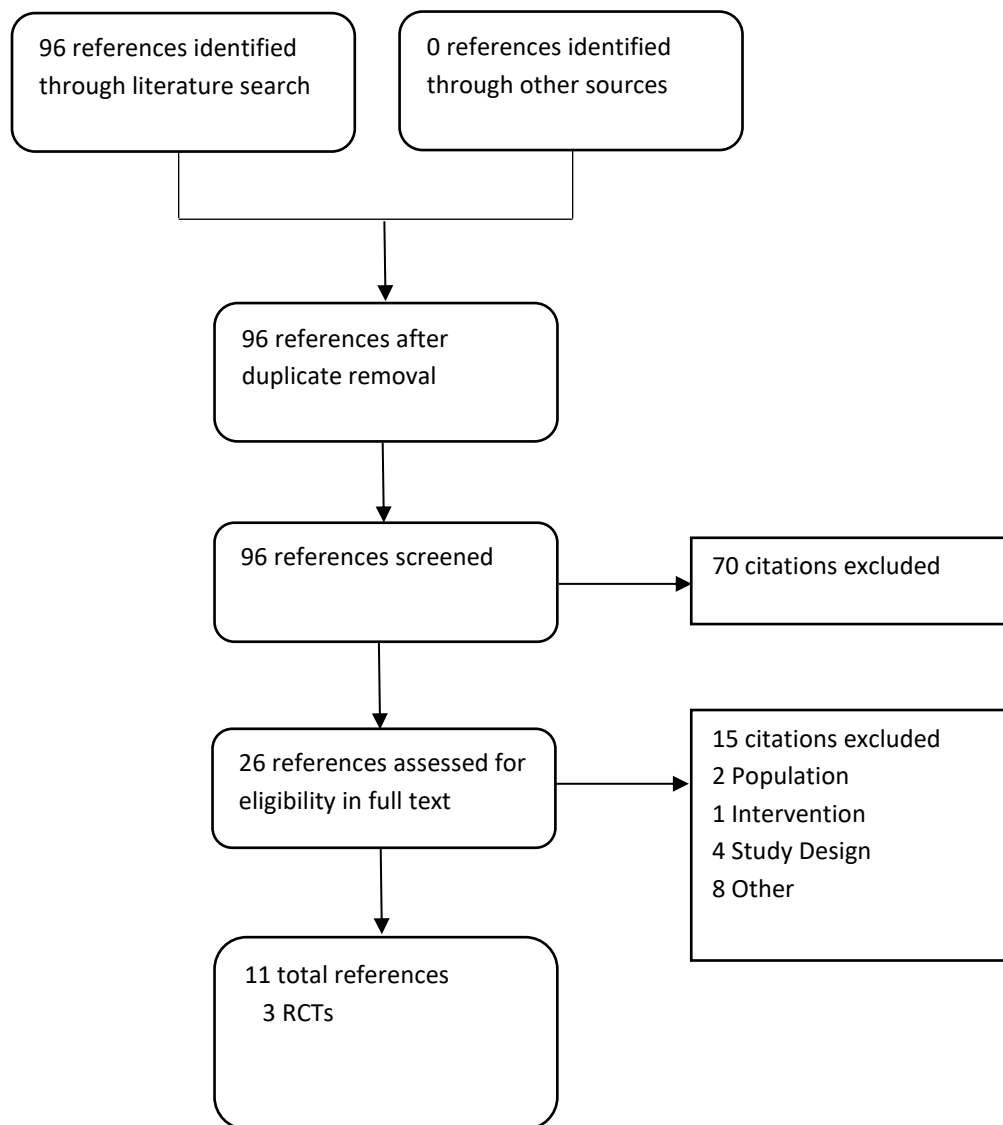 96 references identified
through literature search
0 references identified
through other sources
96 references after
duplicate removal
96 references screened
70 citations excluded
26 references assessed for
eligibility in full text
15 citations excluded
2 Population
1 Intervention
4 Study Design
8 Other
11 total references
3 RCTs